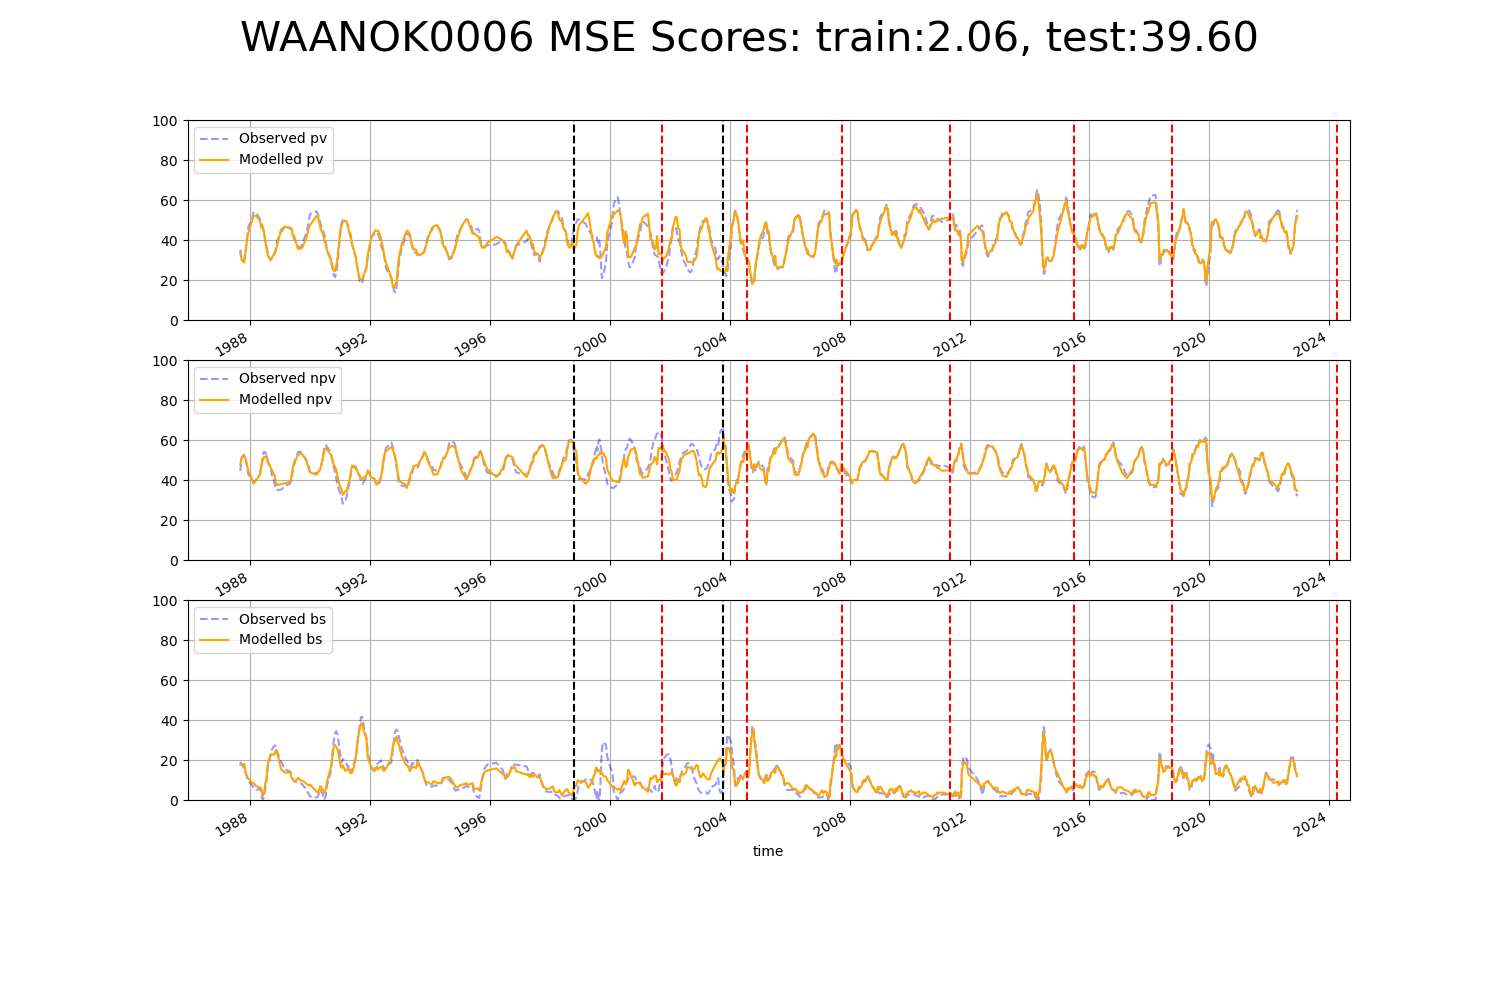 WAANOK0006 MSE Scores: train:2.06, test:39.60
100
80
60
40
20
0
Observed pv
Modelled pv
1988 1992 1996 2000 2004 2008 2012 2016 2020 2024
100
80
60
40
20
0
Observed npv
Modelled npv
1988 1992 1996 2000 2004 2008 2012 2016 2020 2024
100
80
60
40
20
0
Observed bs
Modelled bs
1988 1992 1996 2000 2004 2008 2012 2016 2020 2024
time